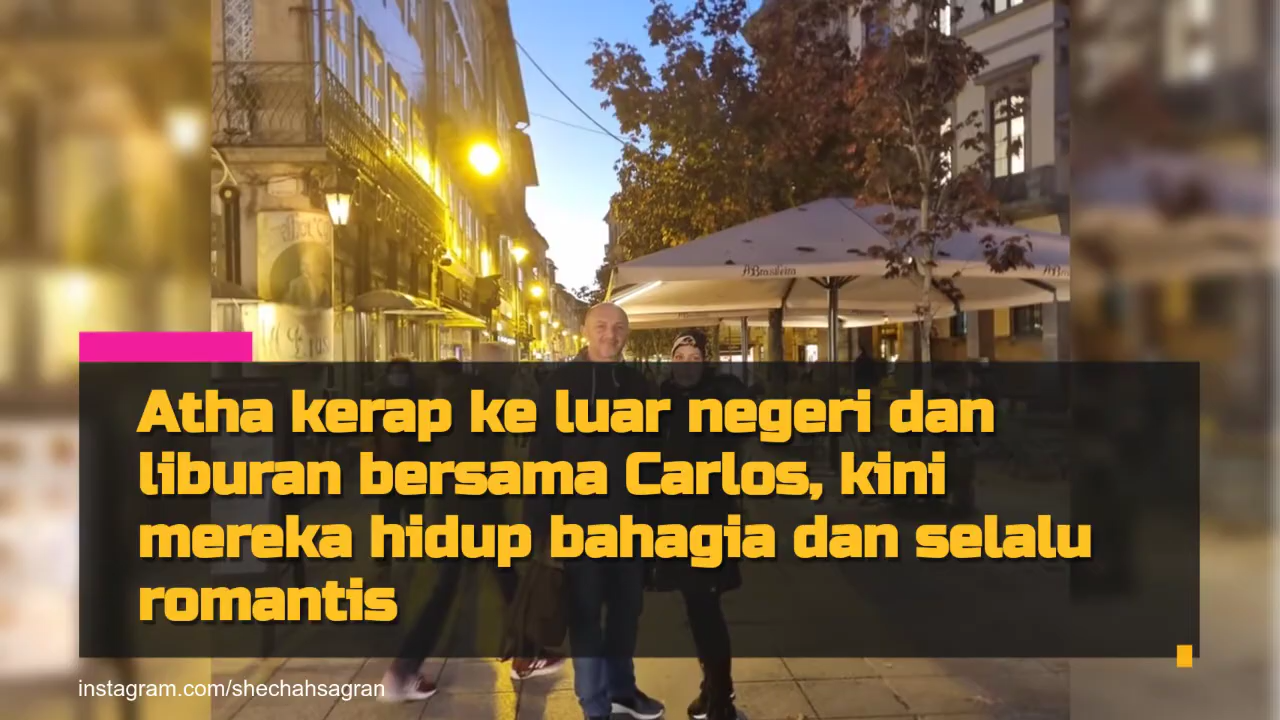 A Brasileira
Atha kerap ke luar negeri dan
liburan bersama Carlos, kini
mereka hidup bahagia dan selalu
romantis
instagram.com/shechahsagran